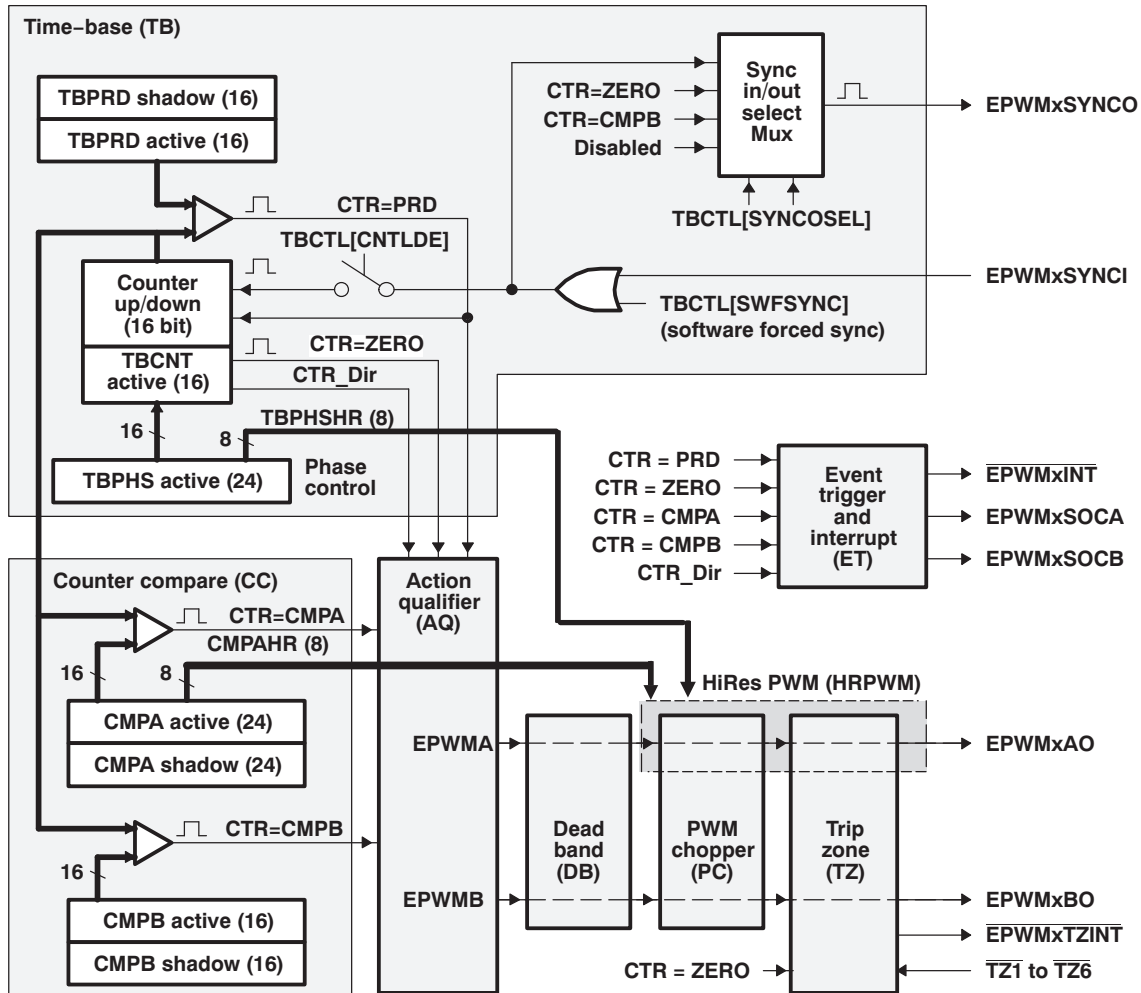 Time−base (TB)
TBPRD shadow (16)
TBPRD active (16)
CTR=PRD
TBCTL[CNTLDE]
Counter
up/down
(16 bit)
TBCNT
active (16)
CTR=ZERO
CTR_Dir
16
8
TBPHSHR (8)
TBPHS active (24)
Phase
control
CTR=ZERO
CTR=CMPB
Disabled
Sync
in/out
select
Mux
TBCTL[SYNCOSEL]
EPWMxSYNCO
EPWMxSYNCI
TBCTL[SWFSYNC]
(software forced sync)
CTR = PRD
CTR = ZERO
CTR = CMPA
CTR = CMPB
CTR_Dir
Event
trigger
and
interrupt
(ET)
EPWMxINT
EPWMxSOCA
EPWMxSOCB
Counter compare (CC)
CTR=CMPA
CMPAHR (8)
16
8
CMPA active (24)
CMPA shadow (24)
CTR=CMPB
16
CMPB active (16)
CMPB shadow (16)
Action
qualifier
(AQ)
EPWMA
EPWMB
HiRes PWM (HRPWM)
Dead
band
(DB)
PWM
chopper
(PC)
Trip
zone
(TZ)
CTR = ZERO
EPWMxAO
EPWMxBO
EPWMxTZINT
TZ1 to TZ6